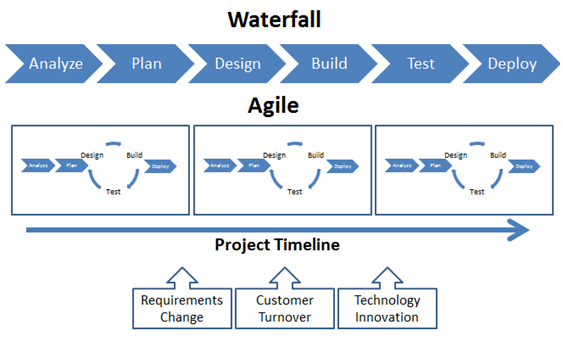 Waterfall
Analyze Plan Design Build Test Deploy
Agile
Design Build Design Build Design Build
Analyze Plan Deploy Analyze Plan Deploy Analyze Plan Deploy
Test Test Test
Project Timeline
Requirements Customer Technology
Change Turnover Innovation